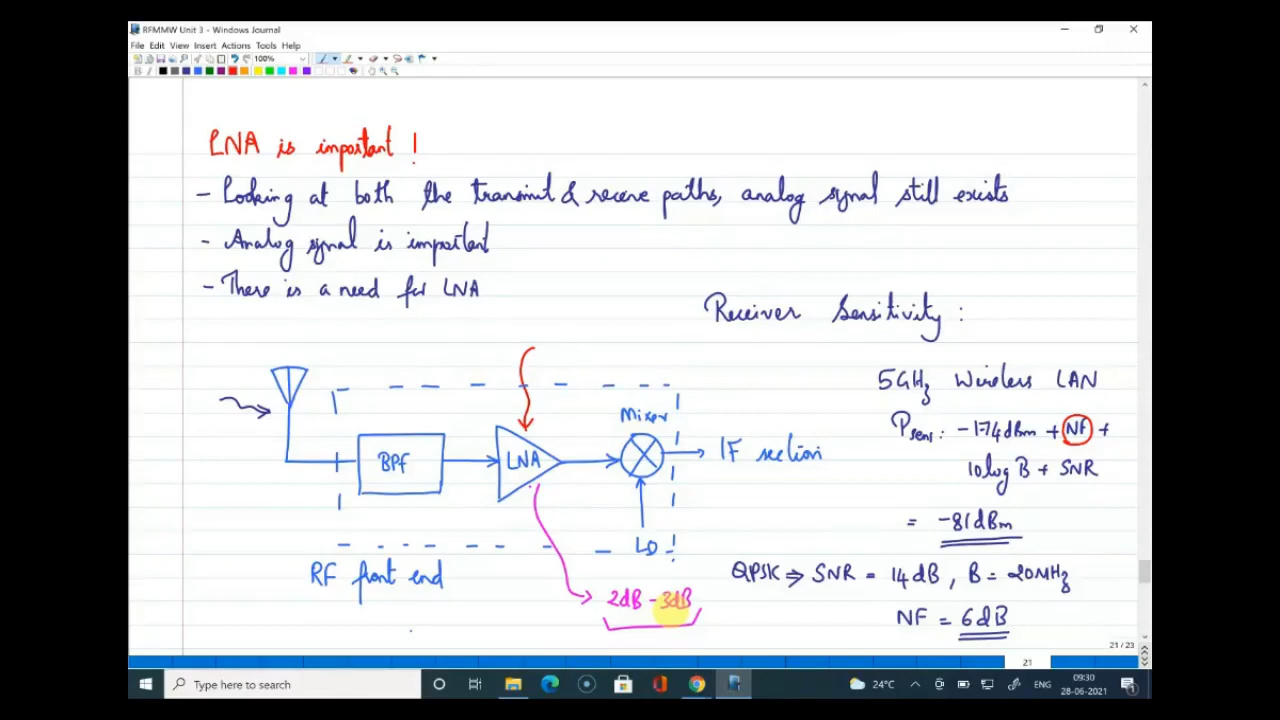 RFMMW Unit 3 - Windows Journal
File Edit View Insert Actions Tools Help
100%
B I
LNA is important !
- Looking at both the transmit & receive paths, analog signal still exists
- Analog signal is important
- There is a need for LNA
Receiver Sensitivity :
5GHz Wireless LAN
Psens : -174dBm + NF +
10log B + SNR
= -81dBm
QPSK ⇒ SNR = 14dB, B = 20MHz
NF = 6dB
Mixer
BPF
LNA
IF section
LO
RF front end
2dB - 3dB
21 / 23
21
Type here to search
24°C
ENG
09:30
28-06-2021
1